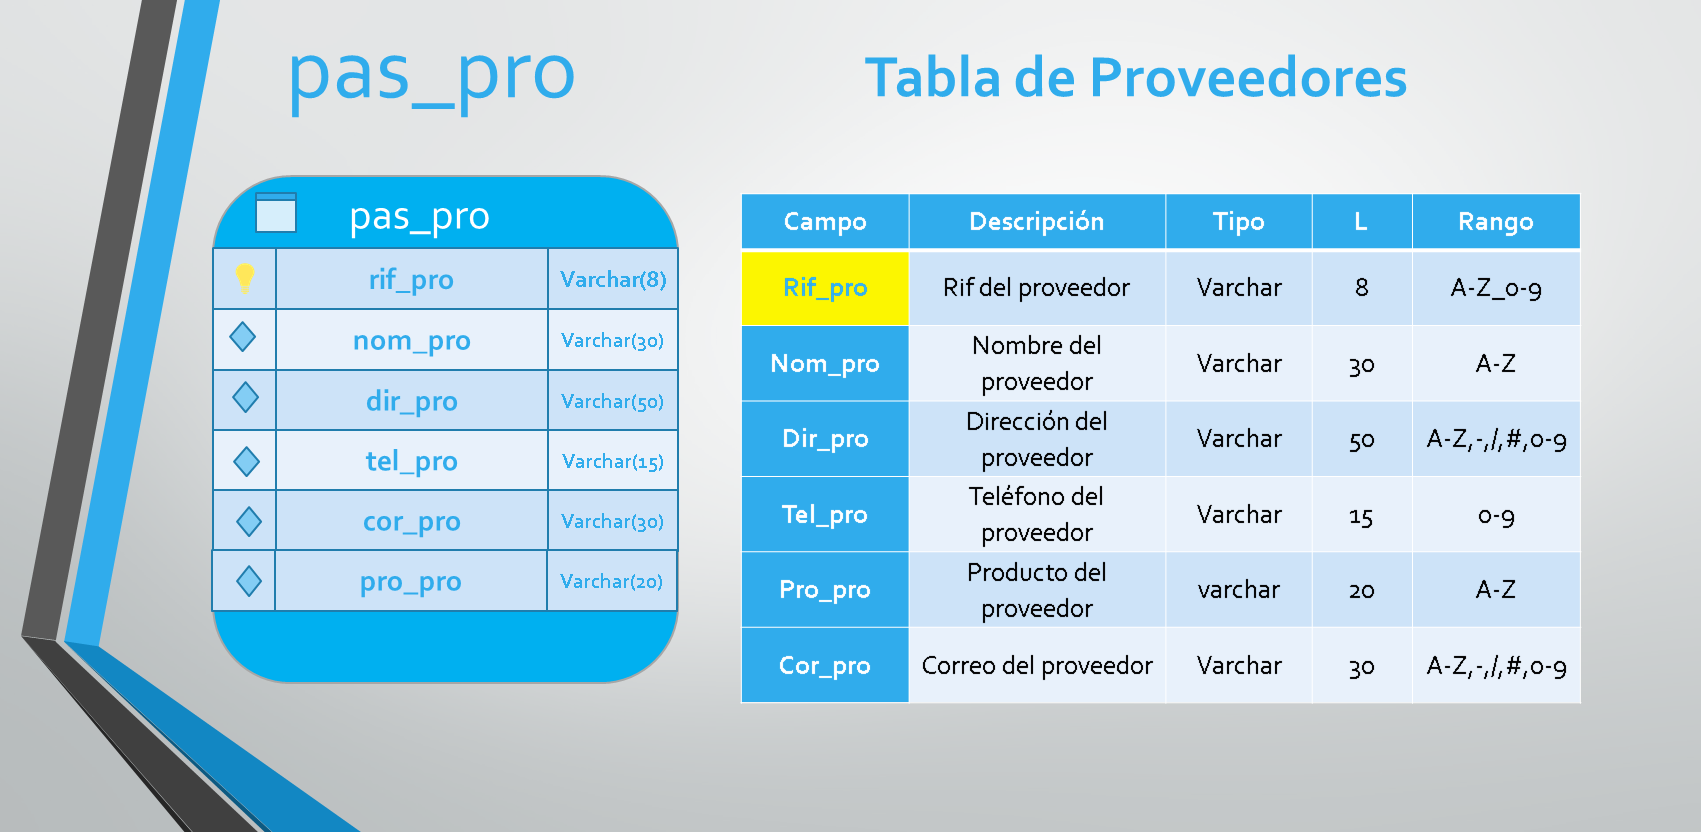 pas_pro
Tabla de Proveedores
pas_pro
rif_pro Varchar(8)
nom_pro Varchar(30)
dir_pro Varchar(50)
tel_pro Varchar(15)
cor_pro Varchar(30)
pro_pro Varchar(20)
Campo Descripción Tipo L Rango
Rif_pro Rif del proveedor Varchar 8 A-Z_0-9
Nom_pro Nombre del proveedor Varchar 30 A-Z
Dir_pro Dirección del proveedor Varchar 50 A-Z,-,/,#,0-9
Tel_pro Teléfono del proveedor Varchar 15 0-9
Pro_pro Producto del proveedor varchar 20 A-Z
Cor_pro Correo del proveedor Varchar 30 A-Z,-,/,#,0-9